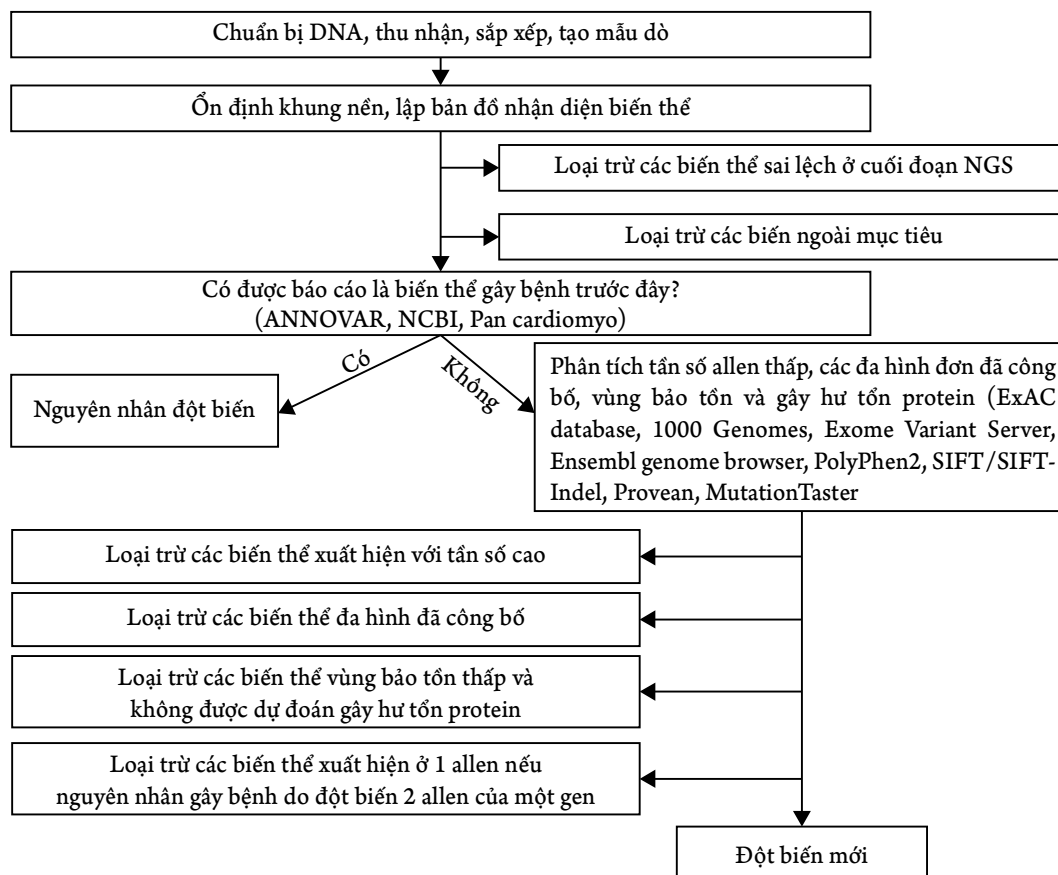 Chuẩn bị DNA, thu nhận, sắp xếp, tạo mẫu dò
Ổn định khung nền, lập bản đồ nhận diện biến thể
Loại trừ các biến thể sai lệch ở cuối đoạn NGS
Loại trừ các biến ngoài mục tiêu
Có được báo cáo là biến thể gây bệnh trước đây?
(ANNOVAR, NCBI, Pan cardiomyo)
Có
Không
Nguyên nhân đột biến
Phân tích tần số allen thấp, các đa hình đơn đã công
bố, vùng bảo tồn và gây hư tổn protein (ExAC
database, 1000 Genomes, Exome Variant Server,
Ensembl genome browser, PolyPhen2, SIFT/SIFT-
Indel, Provean, MutationTaster
Loại trừ các biến thể xuất hiện với tần số cao
Loại trừ các biến thể đa hình đã công bố
Loại trừ các biến thể vùng bảo tồn thấp và
không được dự đoán gây hư tổn protein
Loại trừ các biến thể xuất hiện ở 1 allen nếu
nguyên nhân gây bệnh do đột biến 2 allen của một gen
Đột biến mới